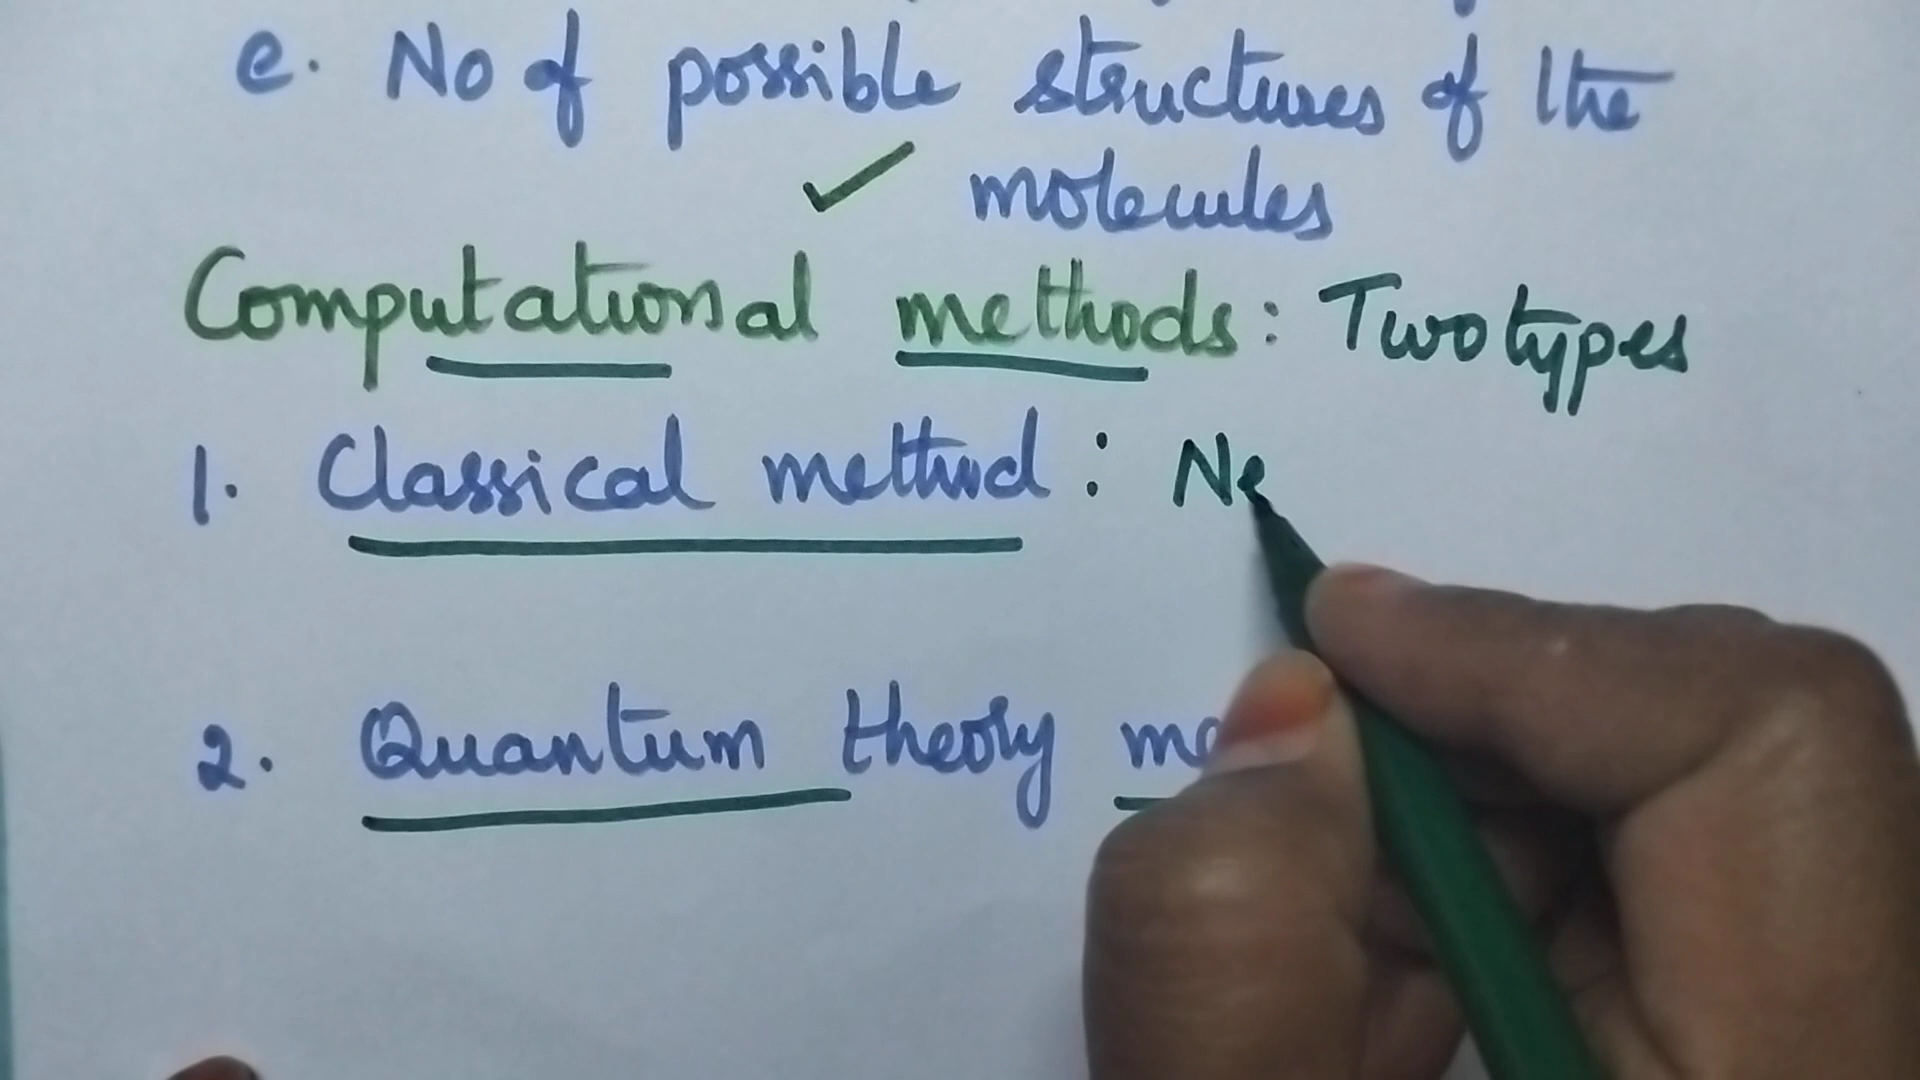 e. No of possible structures of the
molecules
Computational methods: Two types
1. Classical method : Ne
2. Quantum theory me